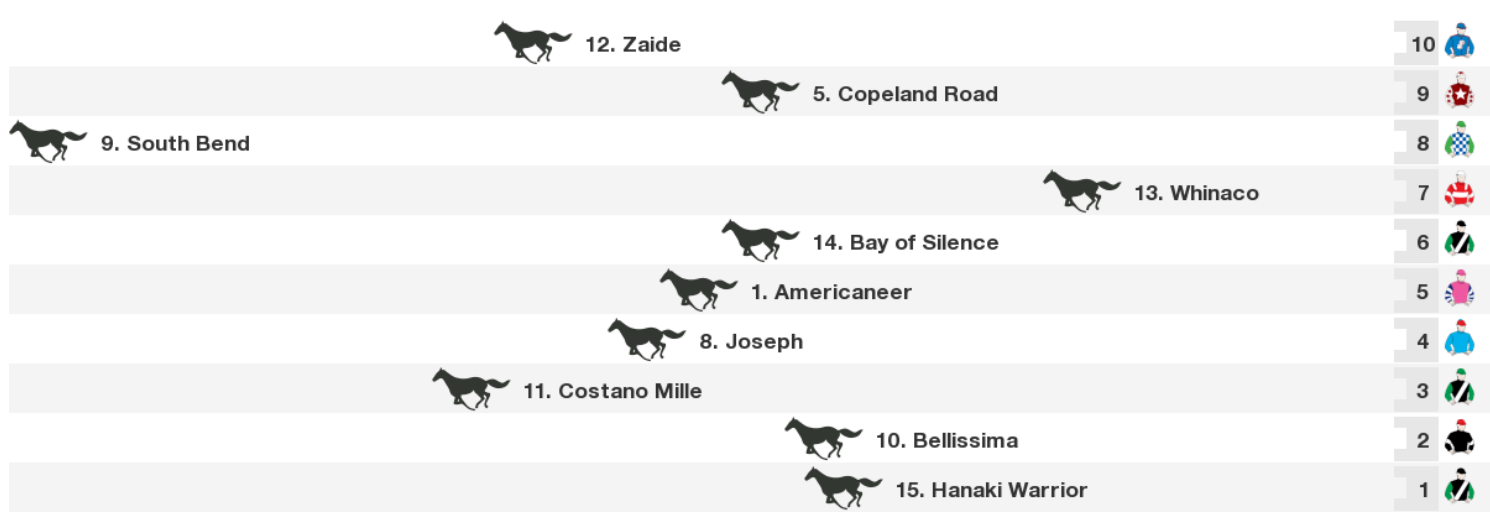 12. Zaide 10
5. Copeland Road 9
9. South Bend 8
13. Whinaco 7
14. Bay of Silence 6
1. Americaneer 5
8. Joseph 4
11. Costano Mille 3
10. Bellissima 2
15. Hanaki Warrior 1